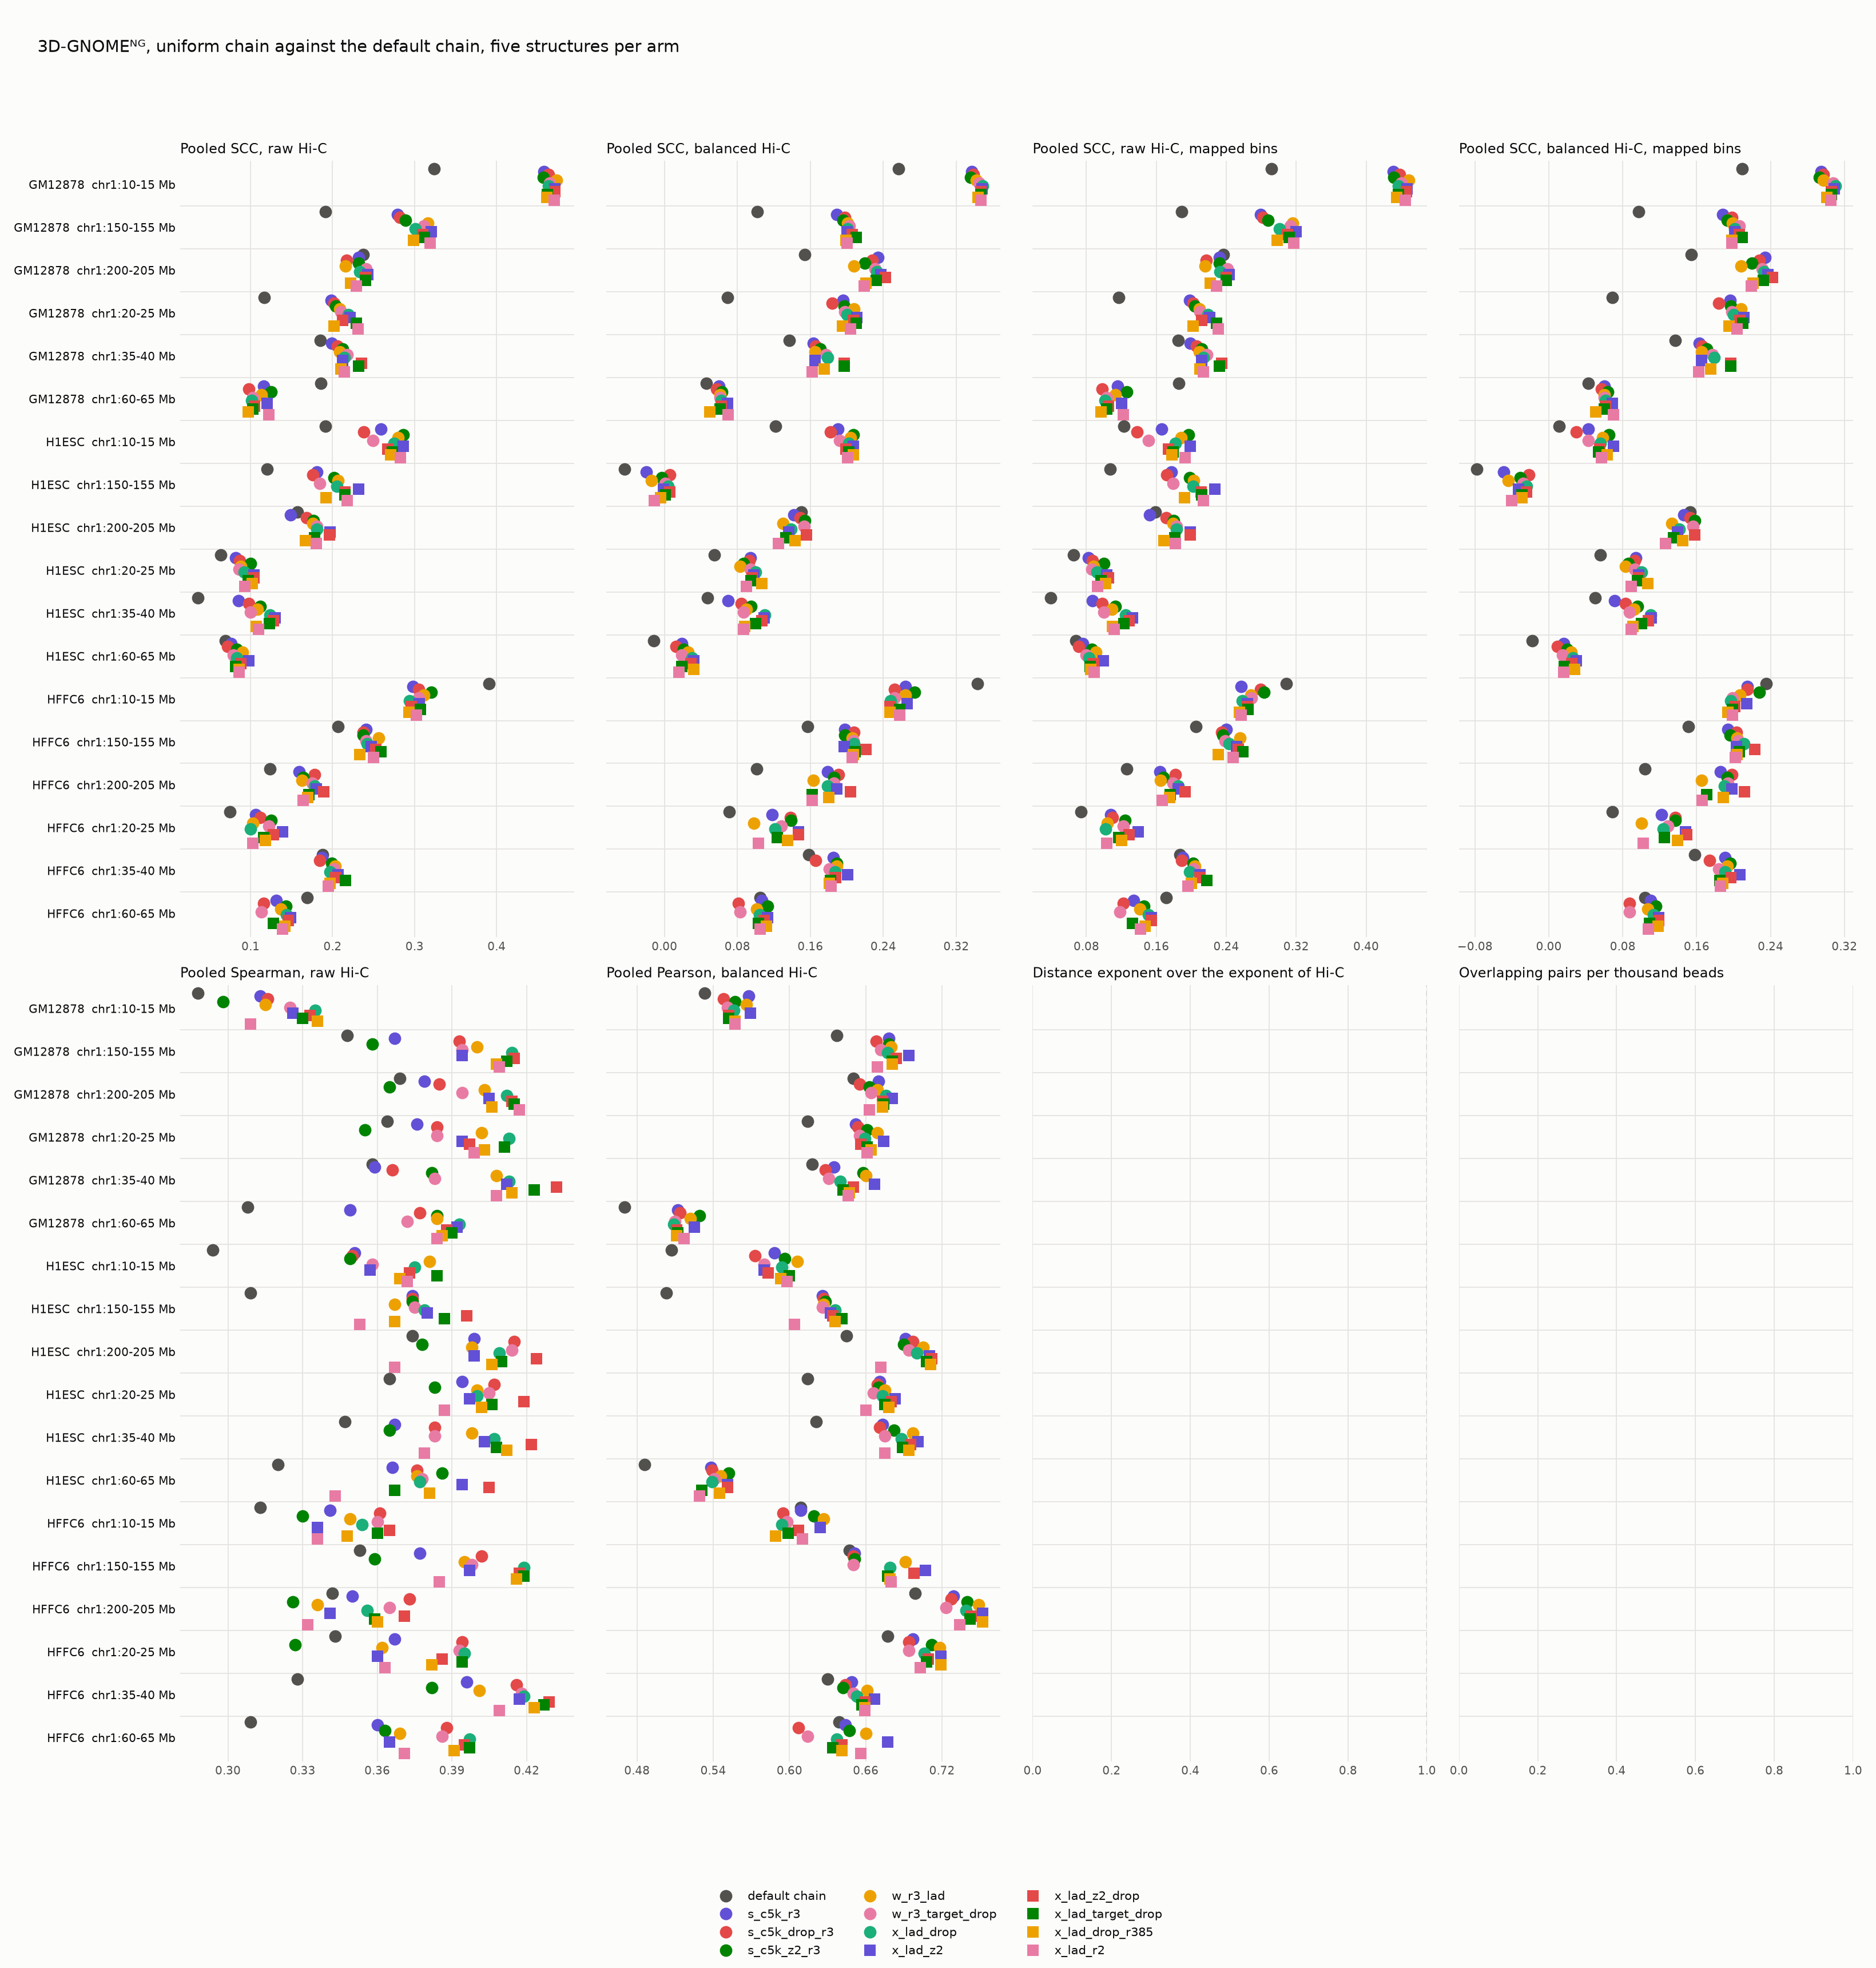 3D-GNOMEᴺᴳ, uniform chain against the default chain, five structures per arm
Pooled SCC, raw Hi-C
Pooled SCC, balanced Hi-C
Pooled SCC, raw Hi-C, mapped bins
Pooled SCC, balanced Hi-C, mapped bins
GM12878 chr1:10-15 Mb
GM12878 chr1:150-155 Mb
GM12878 chr1:200-205 Mb
GM12878 chr1:20-25 Mb
GM12878 chr1:35-40 Mb
GM12878 chr1:60-65 Mb
H1ESC chr1:10-15 Mb
H1ESC chr1:150-155 Mb
H1ESC chr1:200-205 Mb
H1ESC chr1:20-25 Mb
H1ESC chr1:35-40 Mb
H1ESC chr1:60-65 Mb
HFFC6 chr1:10-15 Mb
HFFC6 chr1:150-155 Mb
HFFC6 chr1:200-205 Mb
HFFC6 chr1:20-25 Mb
HFFC6 chr1:35-40 Mb
HFFC6 chr1:60-65 Mb
0.1 0.2 0.3 0.4
0.00 0.08 0.16 0.24 0.32
0.08 0.16 0.24 0.32 0.40
−0.08 0.00 0.08 0.16 0.24 0.32
Pooled Spearman, raw Hi-C
Pooled Pearson, balanced Hi-C
Distance exponent over the exponent of Hi-C
Overlapping pairs per thousand beads
GM12878 chr1:10-15 Mb
GM12878 chr1:150-155 Mb
GM12878 chr1:200-205 Mb
GM12878 chr1:20-25 Mb
GM12878 chr1:35-40 Mb
GM12878 chr1:60-65 Mb
H1ESC chr1:10-15 Mb
H1ESC chr1:150-155 Mb
H1ESC chr1:200-205 Mb
H1ESC chr1:20-25 Mb
H1ESC chr1:35-40 Mb
H1ESC chr1:60-65 Mb
HFFC6 chr1:10-15 Mb
HFFC6 chr1:150-155 Mb
HFFC6 chr1:200-205 Mb
HFFC6 chr1:20-25 Mb
HFFC6 chr1:35-40 Mb
HFFC6 chr1:60-65 Mb
0.30 0.33 0.36 0.39 0.42
0.48 0.54 0.60 0.66 0.72
0.0 0.2 0.4 0.6 0.8 1.0
0.0 0.2 0.4 0.6 0.8 1.0
default chain
s_c5k_r3
s_c5k_drop_r3
s_c5k_z2_r3
w_r3_lad
w_r3_target_drop
x_lad_drop
x_lad_z2
x_lad_z2_drop
x_lad_target_drop
x_lad_drop_r385
x_lad_r2